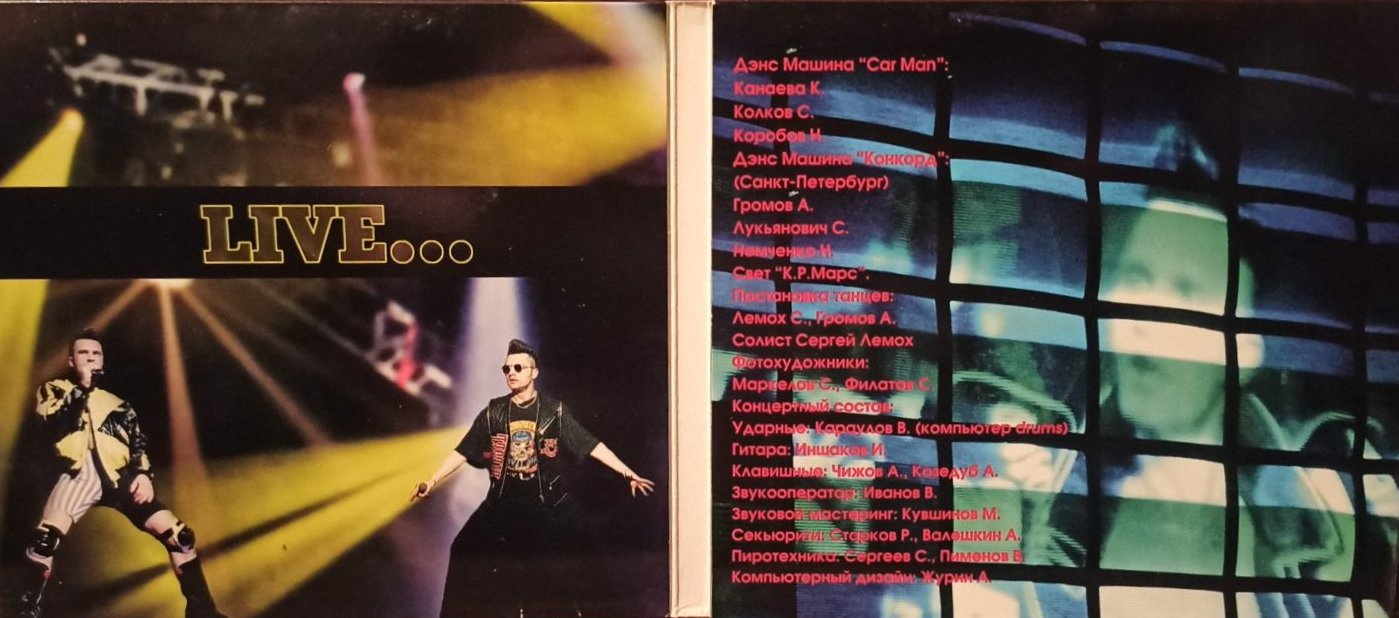 LIVE...
Дэнс Машина “Car Man”:
Канаева К.
Колков С.
Коробов Н.
Дэнс Машина “Конкорд”:
(Санкт-Петербург)
Громов А.
Лукьянович С.
Немченко Н.
Свет “К.Р.Марс”.
Постановка танцев:
Лемох С., Громов А.
Солист Сергей Лемох
Фотохудожники:
Маркелов С., Филатов С.
Концертный состав:
Ударные: Караулов В. (компьютер drums)
Гитара: Иншаков И.
Клавишные: Чижов А., Козедуб А.
Звукооператор: Иванов В.
Звуковой мастеринг: Кувшинов М.
Секьюрити: Старков Р., Валюшкин А.
Пиротехника: Сергеев С., Пименов В.
Компьютерный дизайн: Журин А.